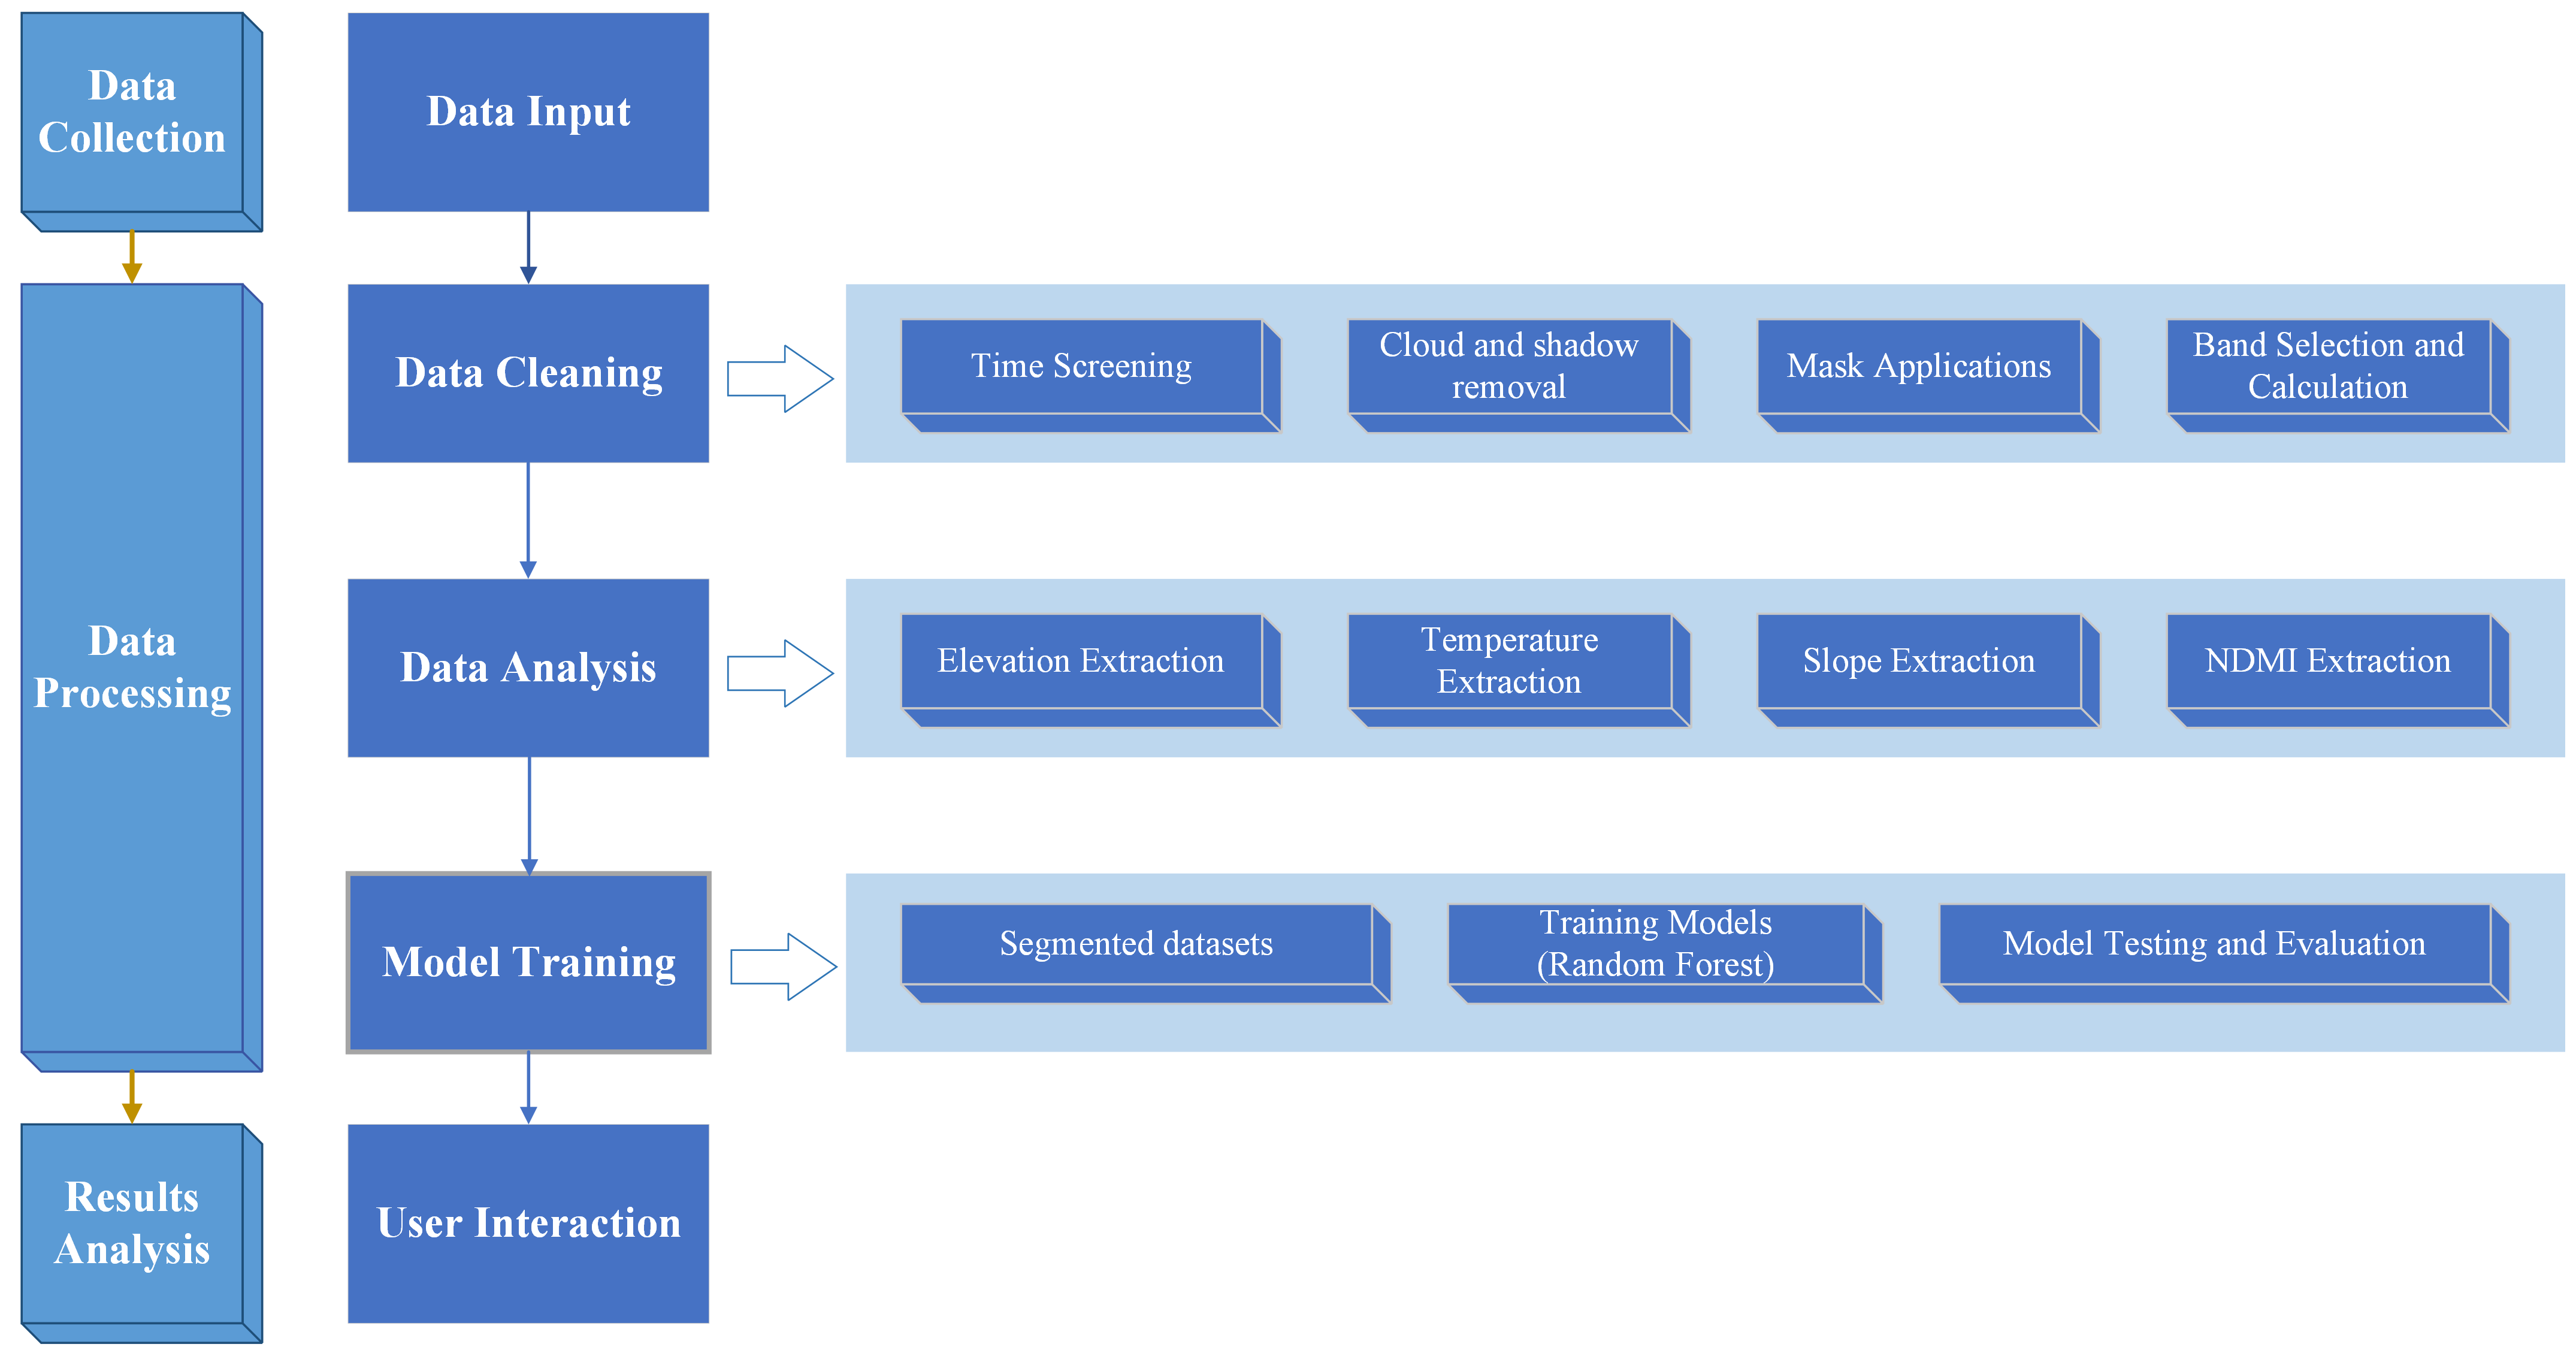 Data
Collection
Data Input
Data
Processing
Data Cleaning
Time Screening
Cloud and shadow
removal
Mask Applications
Band Selection and
Calculation
Data Analysis
Elevation Extraction
Temperature
Extraction
Slope Extraction
NDMI Extraction
Model Training
Segmented datasets
Training Models
(Random Forest)
Model Testing and Evaluation
Results
Analysis
User Interaction